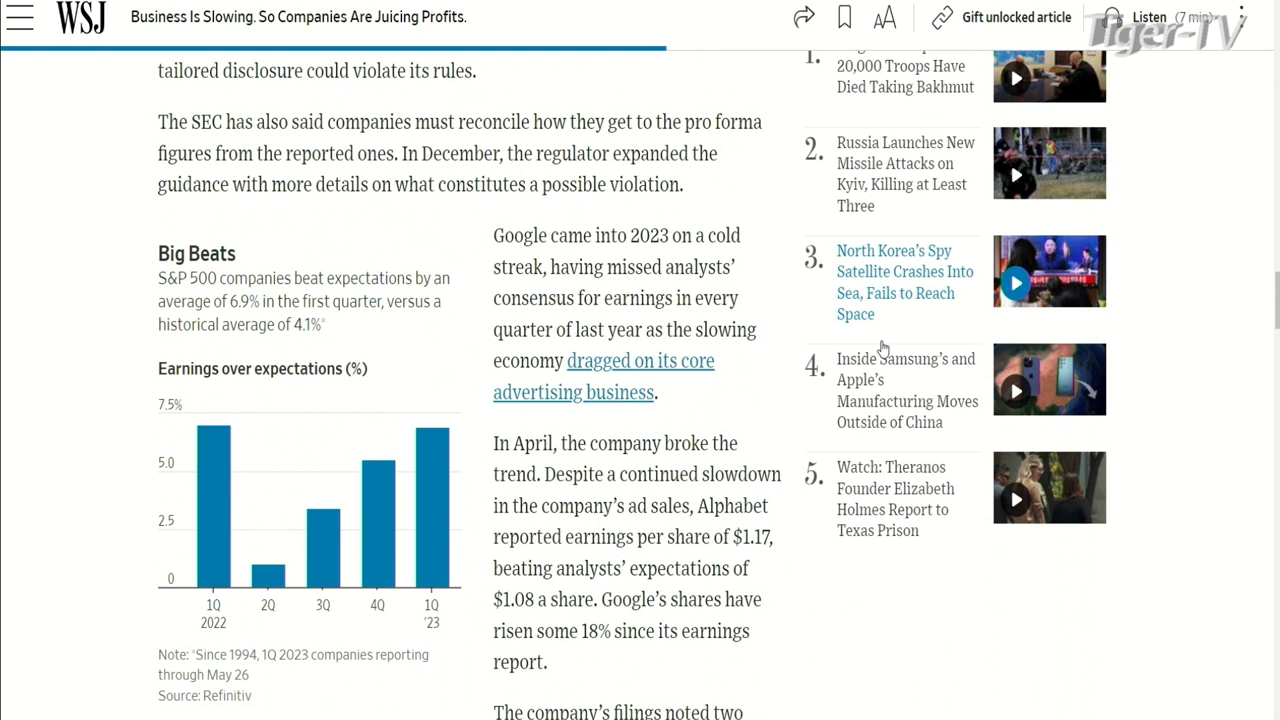 WSJ Business Is Slowing. So Companies Are Juicing Profits. AA Gift unlocked article Listen (7 min)
Tiger-TV
tailored disclosure could violate its rules.
The SEC has also said companies must reconcile how they get to the pro forma
figures from the reported ones. In December, the regulator expanded the
guidance with more details on what constitutes a possible violation.
Big Beats
S&P 500 companies beat expectations by an
average of 6.9% in the first quarter, versus a
historical average of 4.1%*
Earnings over expectations (%)
7.5%
5.0
2.5
0
1Q 2Q 3Q 4Q 1Q
2022 '23
Note: *Since 1994, 1Q 2023 companies reporting
through May 26
Source: Refinitiv
Google came into 2023 on a cold
streak, having missed analysts’
consensus for earnings in every
quarter of last year as the slowing
economy dragged on its core
advertising business.
In April, the company broke the
trend. Despite a continued slowdown
in the company’s ad sales, Alphabet
reported earnings per share of $1.17,
beating analysts’ expectations of
$1.08 a share. Google’s shares have
risen some 18% since its earnings
report.
The company’s filings noted two
1.
20,000 Troops Have
Died Taking Bakhmut
2. Russia Launches New
Missile Attacks on
Kyiv, Killing at Least
Three
3. North Korea’s Spy
Satellite Crashes Into
Sea, Fails to Reach
Space
4. Inside Samsung’s and
Apple’s
Manufacturing Moves
Outside of China
5. Watch: Theranos
Founder Elizabeth
Holmes Report to
Texas Prison